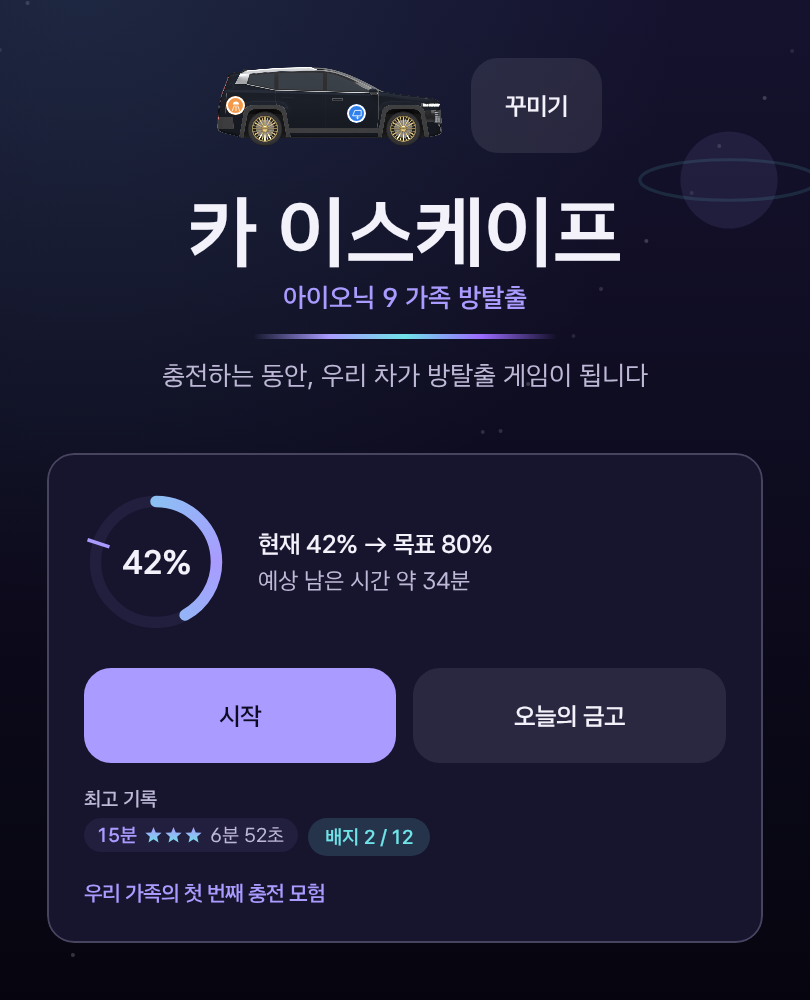 꾸미기
카 이스케이프
아이오닉 9 가족 방탈출
충전하는 동안, 우리 차가 방탈출 게임이 됩니다
42%
현재 42% → 목표 80%
예상 남은 시간 약 34분
시작
오늘의 금고
최고 기록
15분 ★★★ 6분 52초
배지 2 / 12
우리 가족의 첫 번째 충전 모험